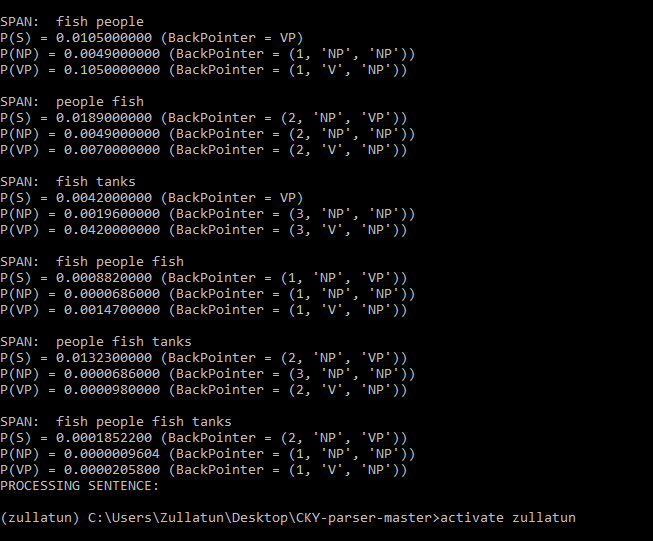 SPAN:  fish people
P(S) = 0.0105000000 (BackPointer = VP)
P(NP) = 0.0049000000 (BackPointer = (1, 'NP', 'NP'))
P(VP) = 0.1050000000 (BackPointer = (1, 'V', 'NP'))
SPAN:  people fish
P(S) = 0.0189000000 (BackPointer = (2, 'NP', 'VP'))
P(NP) = 0.0049000000 (BackPointer = (2, 'NP', 'NP'))
P(VP) = 0.0070000000 (BackPointer = (2, 'V', 'NP'))
SPAN:  fish tanks
P(S) = 0.0042000000 (BackPointer = VP)
P(NP) = 0.0019600000 (BackPointer = (3, 'NP', 'NP'))
P(VP) = 0.0420000000 (BackPointer = (3, 'V', 'NP'))
SPAN:  fish people fish
P(S) = 0.0008820000 (BackPointer = (1, 'NP', 'VP'))
P(NP) = 0.0000686000 (BackPointer = (1, 'NP', 'NP'))
P(VP) = 0.0014700000 (BackPointer = (1, 'V', 'NP'))
SPAN:  people fish tanks
P(S) = 0.0132300000 (BackPointer = (2, 'NP', 'VP'))
P(NP) = 0.0000686000 (BackPointer = (3, 'NP', 'NP'))
P(VP) = 0.0000980000 (BackPointer = (2, 'V', 'NP'))
SPAN:  fish people fish tanks
P(S) = 0.0001852200 (BackPointer = (2, 'NP', 'VP'))
P(NP) = 0.0000009604 (BackPointer = (1, 'NP', 'NP'))
P(VP) = 0.0000205800 (BackPointer = (1, 'V', 'NP'))
PROCESSING SENTENCE:
(zullatun) C:\Users\Zullatun\Desktop\CKY-parser-master>activate zullatun